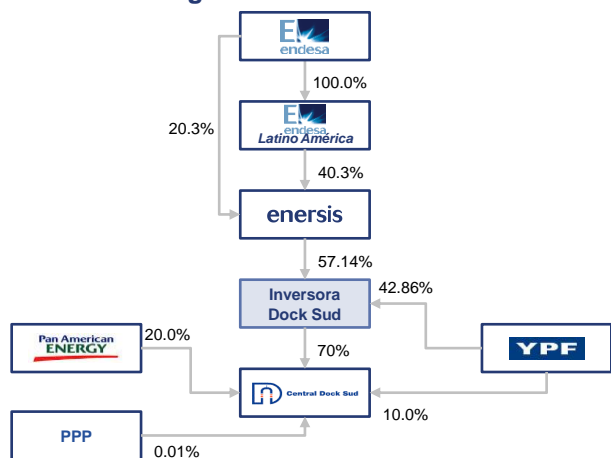 endesa
100.0%
20.3%
endesa
Latino América
40.3%
enersis
57.14%
Inversora
Dock Sud
42.86%
Pan American
ENERGY
20.0%
70%
YPF
Central Dock Sud
10.0%
PPP
0.01%